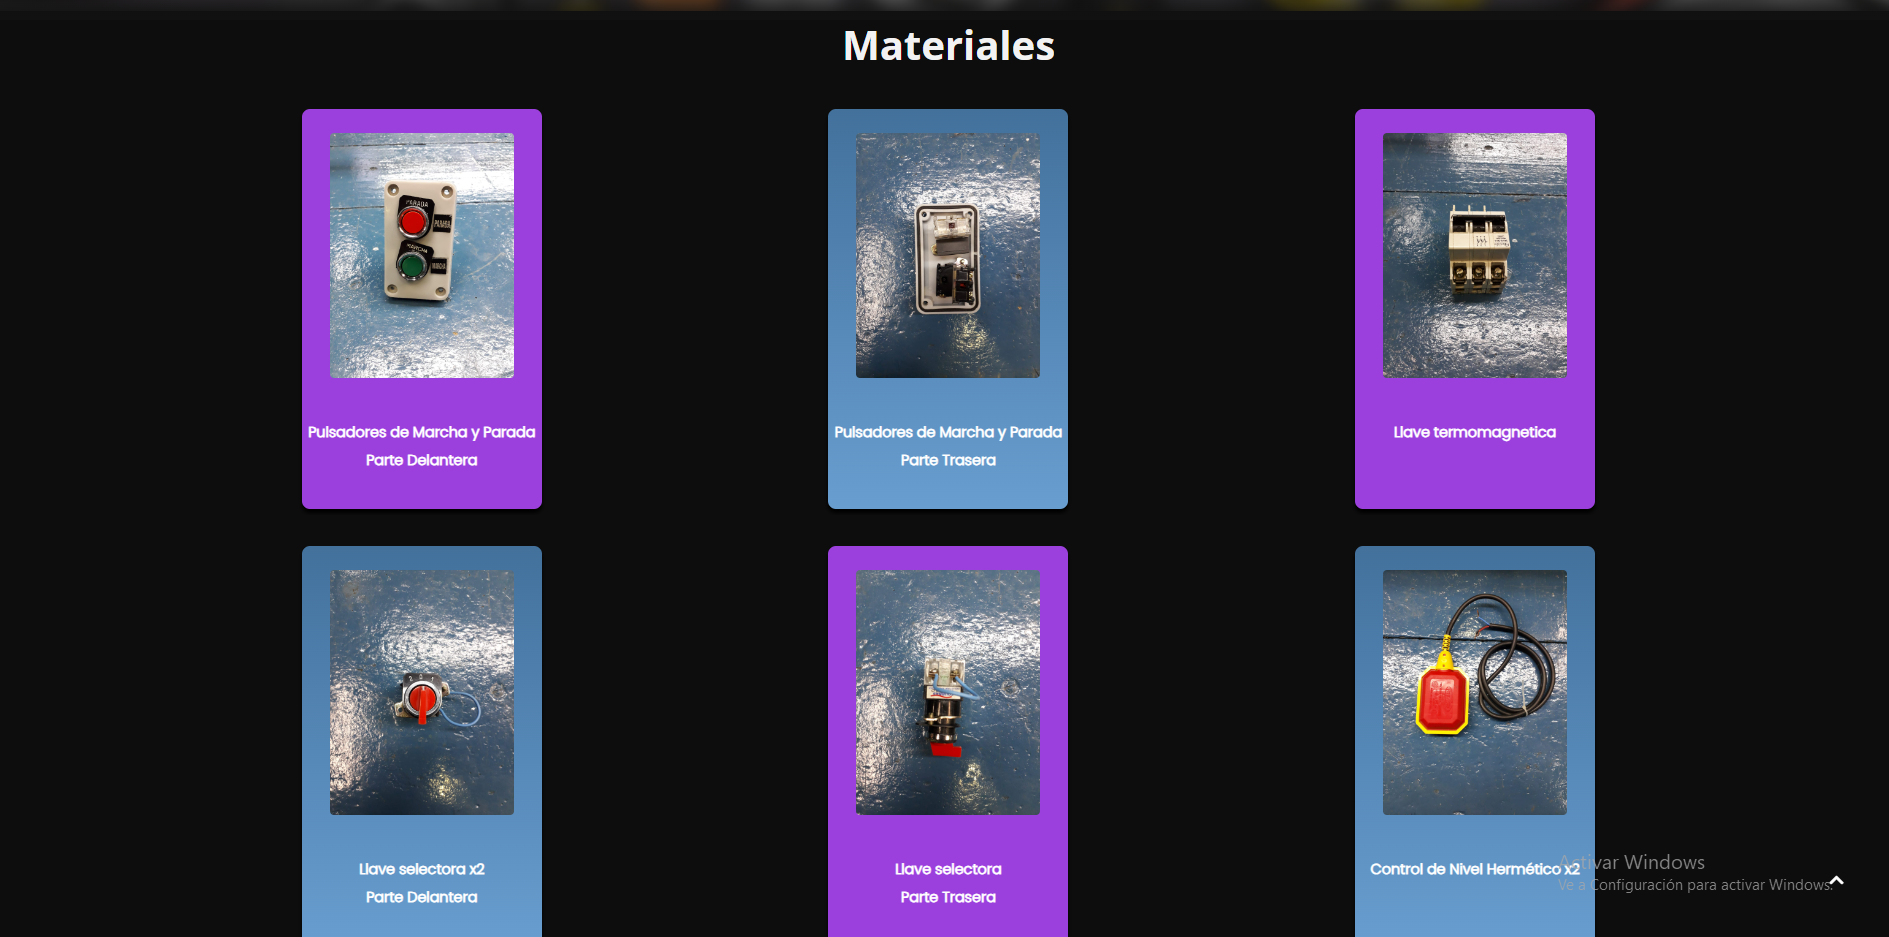 Materiales
PARADA
PARADA
MARCHA
MARCHA
Pulsadores de Marcha y Parada
Parte Delantera
Pulsadores de Marcha y Parada
Parte Trasera
Llave termomagnetica
Llave selectora x2
Parte Delantera
Llave selectora
Parte Trasera
Control de Nivel Hermético x2
Activar Windows
Ve a Configuración para activar Windows.